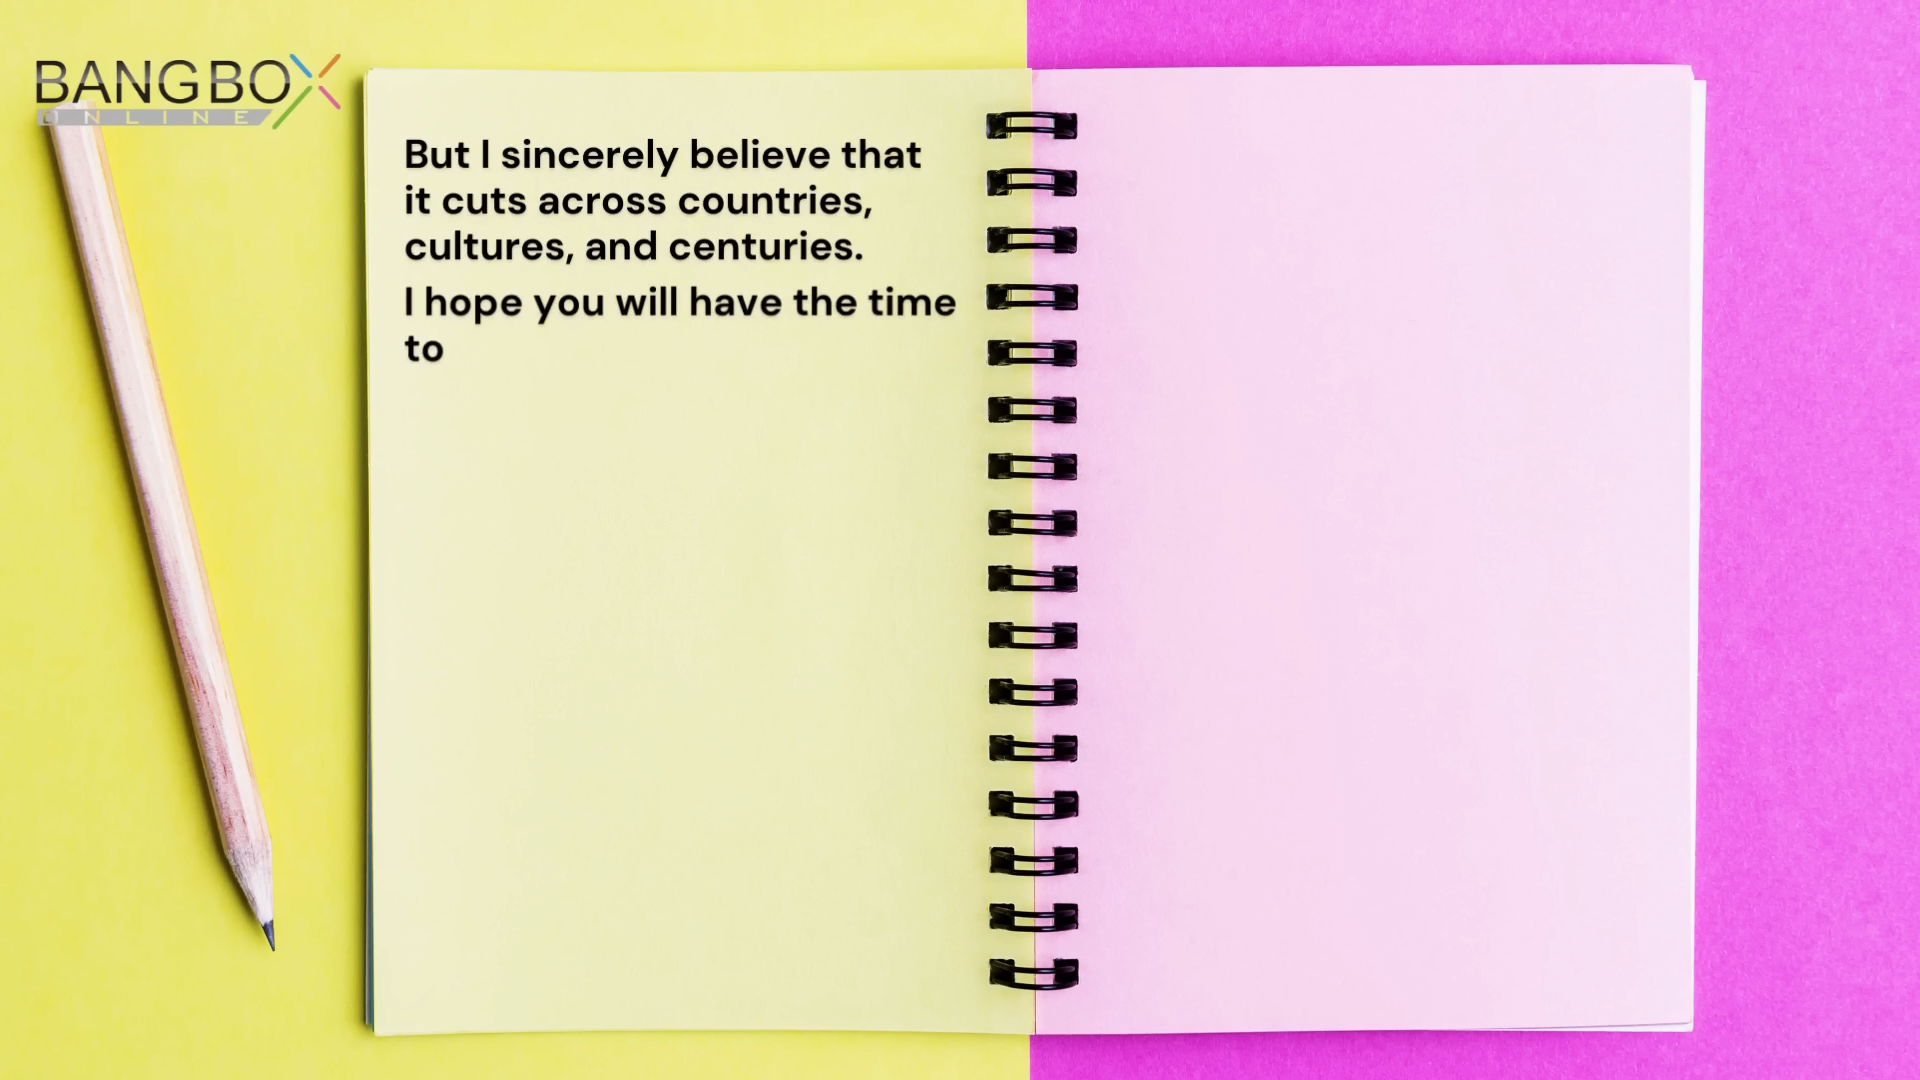 BANGBOX
ONLINE
But I sincerely believe that
it cuts across countries,
cultures, and centuries.
I hope you will have the time
to